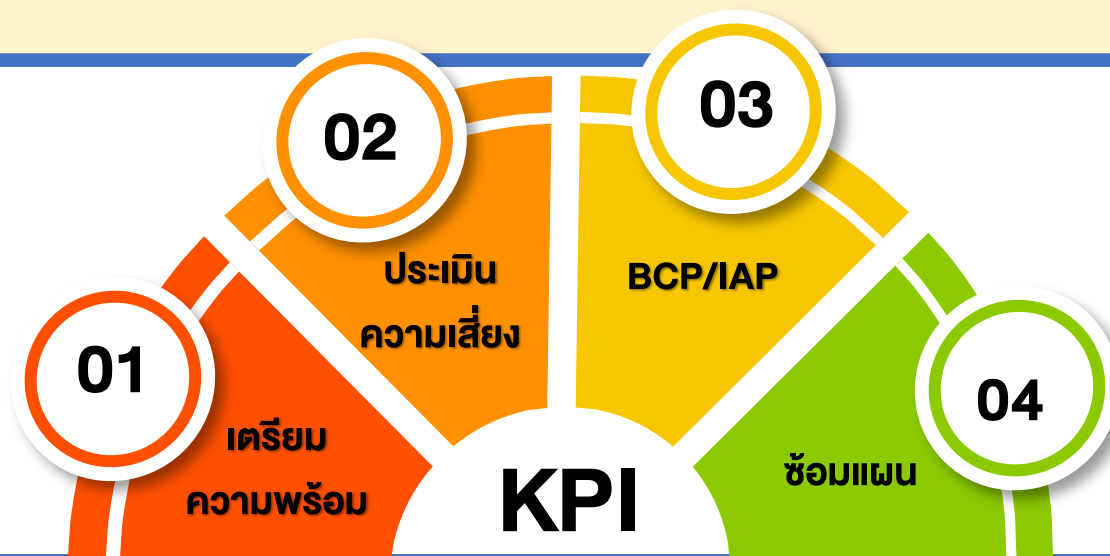 01
เตรียม
ความพร้อม
02
ประเมิน
ความเสี่ยง
03
BCP/IAP
04
ซ้อมแผน
KPI